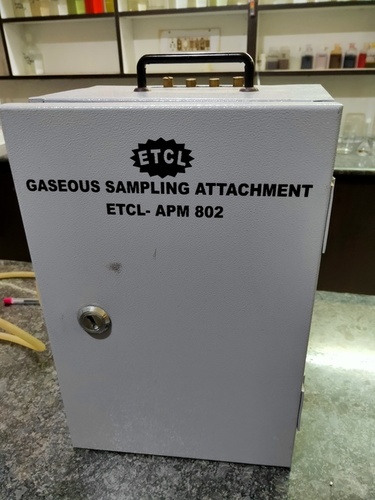 ETCL
GASEOUS SAMPLING ATTACHMENT
ETCL- APM 802